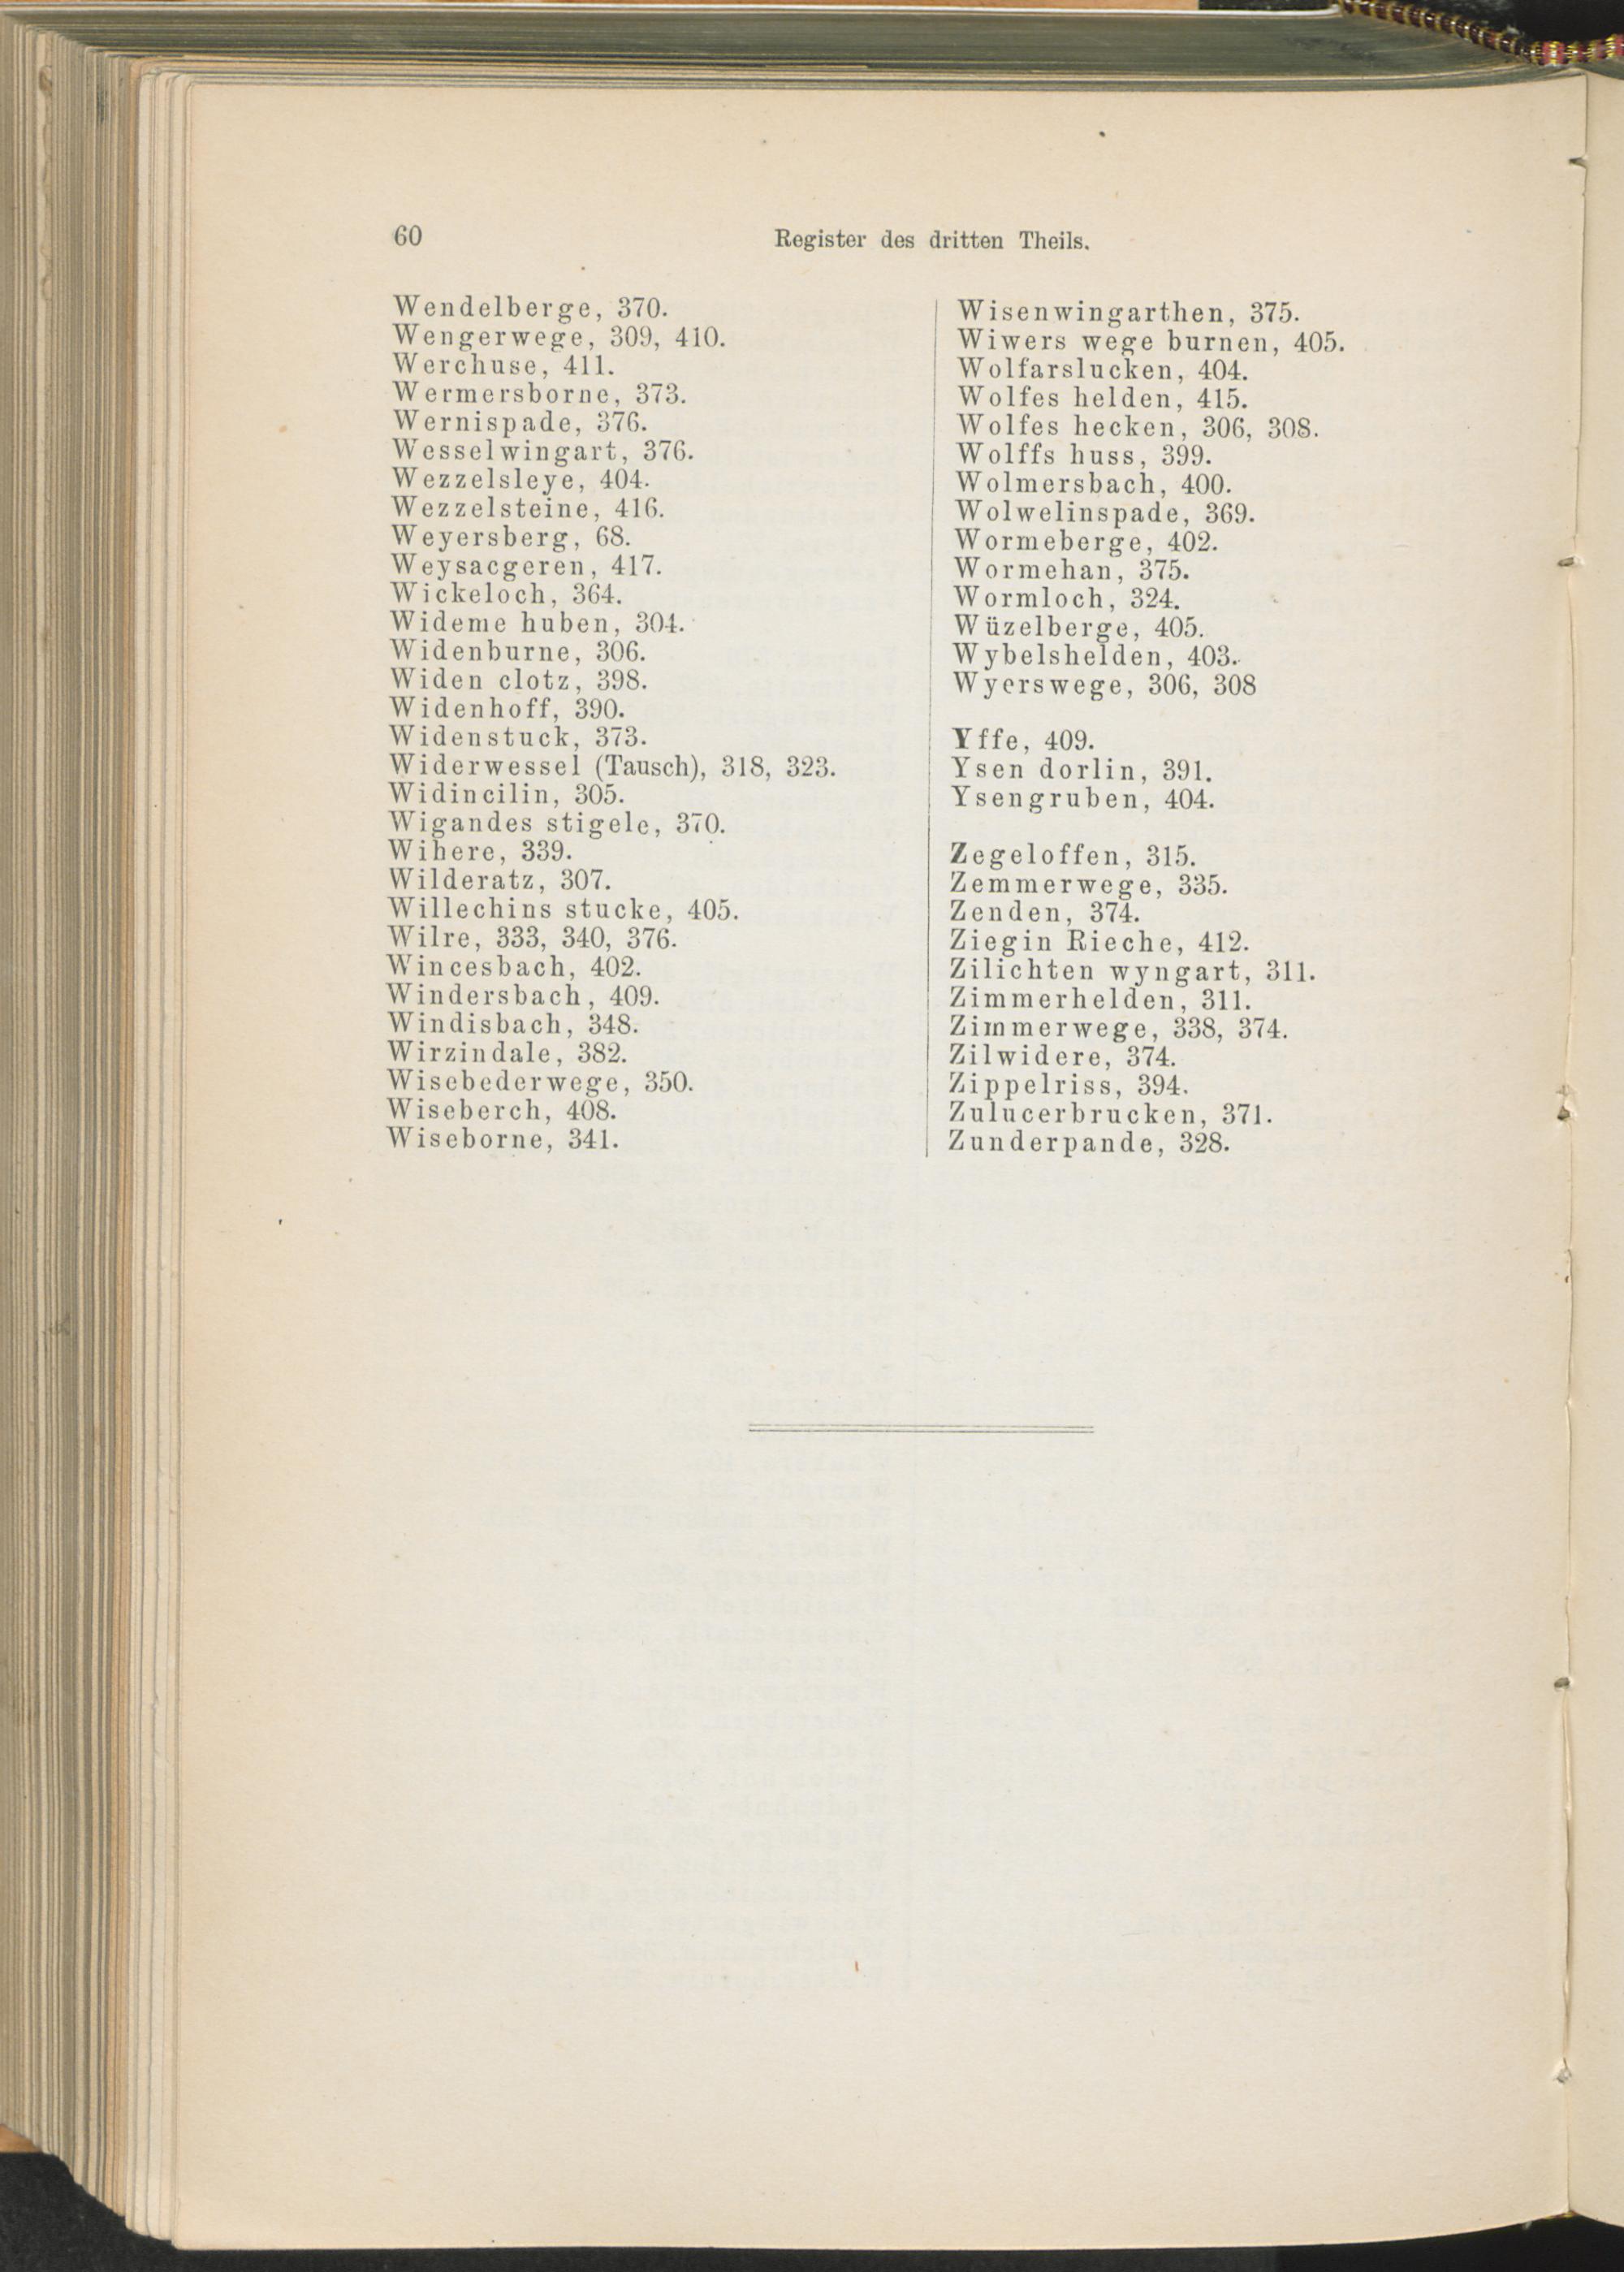 60
Register des dritten Theils.
Wendelberge, 370.
Wengerwege, 309, 410.
Werchuse, 411.
Wermersborne, 373.
Wernispade, 376.
Wesselwingart, 376.
Wezzelsleye, 404.
Wezzelsteine, 416.
Weyersberg, 68.
Weysacgeren, 417.
Wickeloch, 364.
Wideme huben, 304.
Widenburne, 306.
Widen clotz, 398.
Widenhoff, 390.
Widenstuck, 373.
Widerwessel (Tausch), 318, 323.
Widincilin, 305.
Wigandes stigele, 370.
Wihere, 339.
Wilderatz, 307.
Willechins stucke, 405.
Wilre, 333, 340, 376.
Wincesbach, 402.
Windersbach, 409.
Windisbach, 348.
Wirzindale, 382.
Wisebederwege, 350.
Wiseberch, 408.
Wiseborne, 341.
Wisenwingarthen, 375.
Wiwers wege burnen, 405.
Wolfarslucken, 404.
Wolfes helden, 415.
Wolfes hecken, 306, 308.
Wolffs huss, 399.
Wolmersbach, 400.
Wolwelinspade, 369.
Wormeberge, 402.
Wormehan, 375.
Wormloch, 324.
Wüzelberge, 405.
Wybelshelden, 403.
Wyerswege, 306, 308
Yffe, 409.
Ysen dorlin, 391.
Ysengruben, 404.
Zegeloffen, 315.
Zemmerwege, 335.
Zenden, 374.
Ziegin Rieche, 412.
Zilichten wyngart, 311.
Zimmerhelden, 311.
Zimmerwege, 338, 374.
Zilwidere, 374.
Zippelriss, 394.
Zulucerbrucken, 371.
Zunderpande, 328.